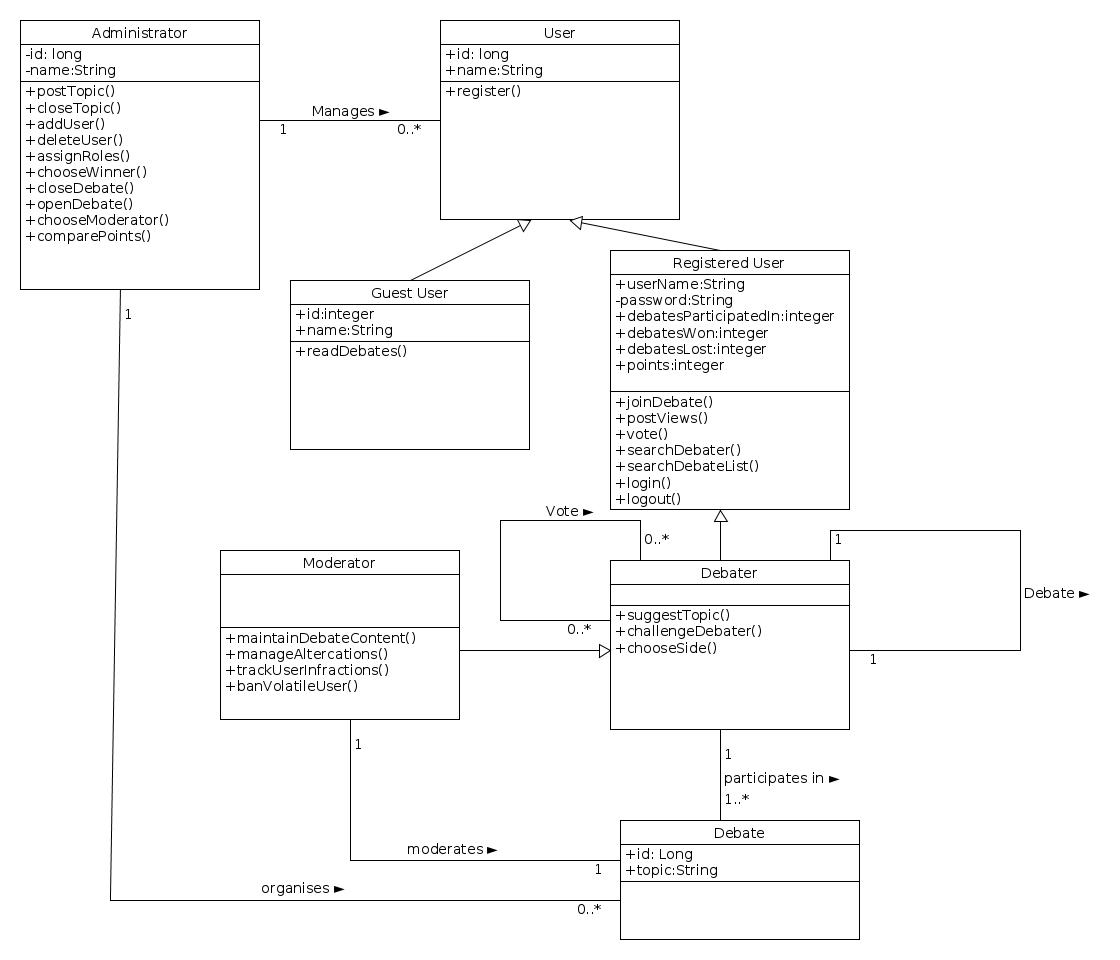 Administrator
-id: long
-name:String
+postTopic()
+closeTopic()
+addUser()
+deleteUser()
+assignRoles()
+chooseWinner()
+closeDebate()
+openDebate()
+chooseModerator()
+comparePoints()
Manages ►
1
0..*
User
+id: long
+name:String
+register()
1
Guest User
+id:integer
+name:String
+readDebates()
Registered User
+userName:String
-password:String
+debatesParticipatedIn:integer
+debatesWon:integer
+debatesLost:integer
+points:integer
+joinDebate()
+postViews()
+vote()
+searchDebater()
+searchDebateList()
+login()
+logout()
Vote ►
0..*
0..*
1
Debate ►
1
Moderator
+maintainDebateContent()
+manageAltercations()
+trackUserInfractions()
+banVolatileUser()
Debater
+suggestTopic()
+challengeDebater()
+chooseSide()
1
participates in ►
1..*
1
moderates ►
1
organises ►
0..*
Debate
+id: Long
+topic:String